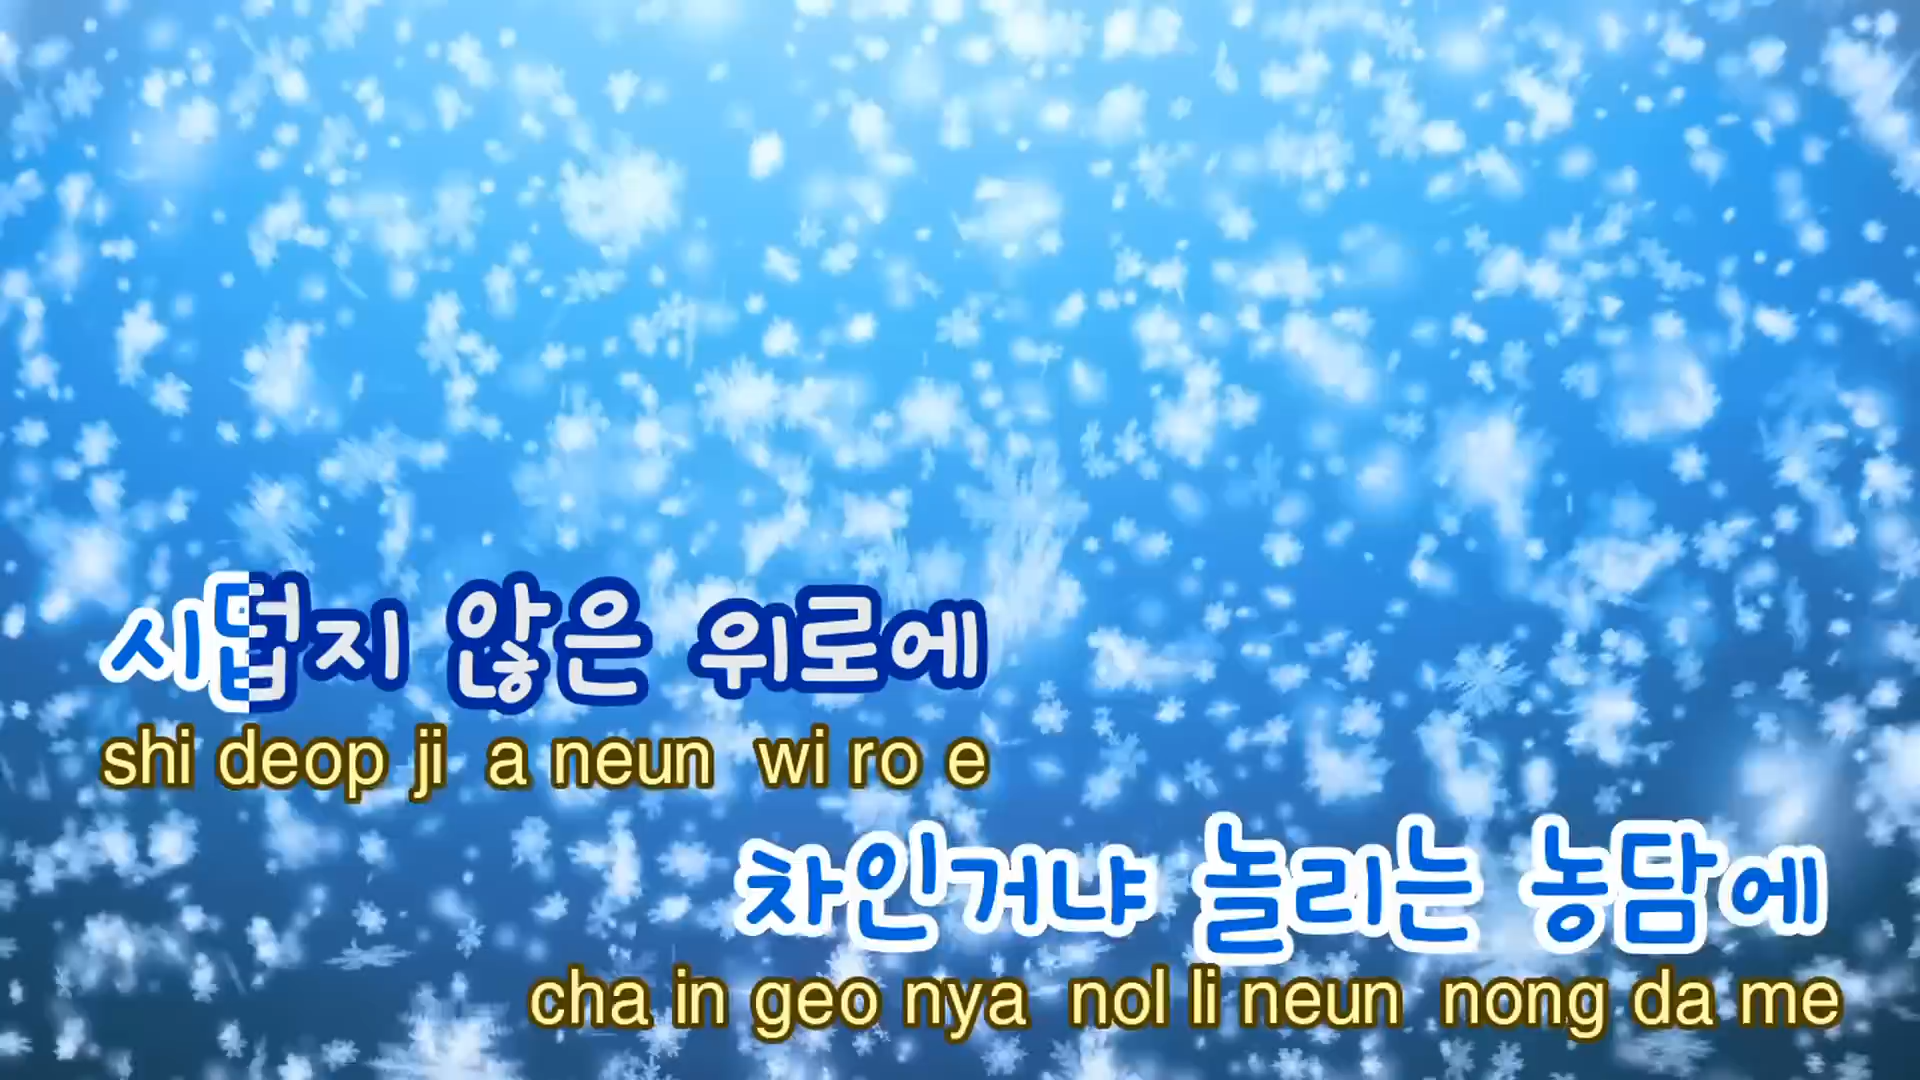 시덥지 않은 위로에
shi deop ji a neun wi ro e
차인거냐 놀리는 농담에
cha in geo nya nol li neun nong da me